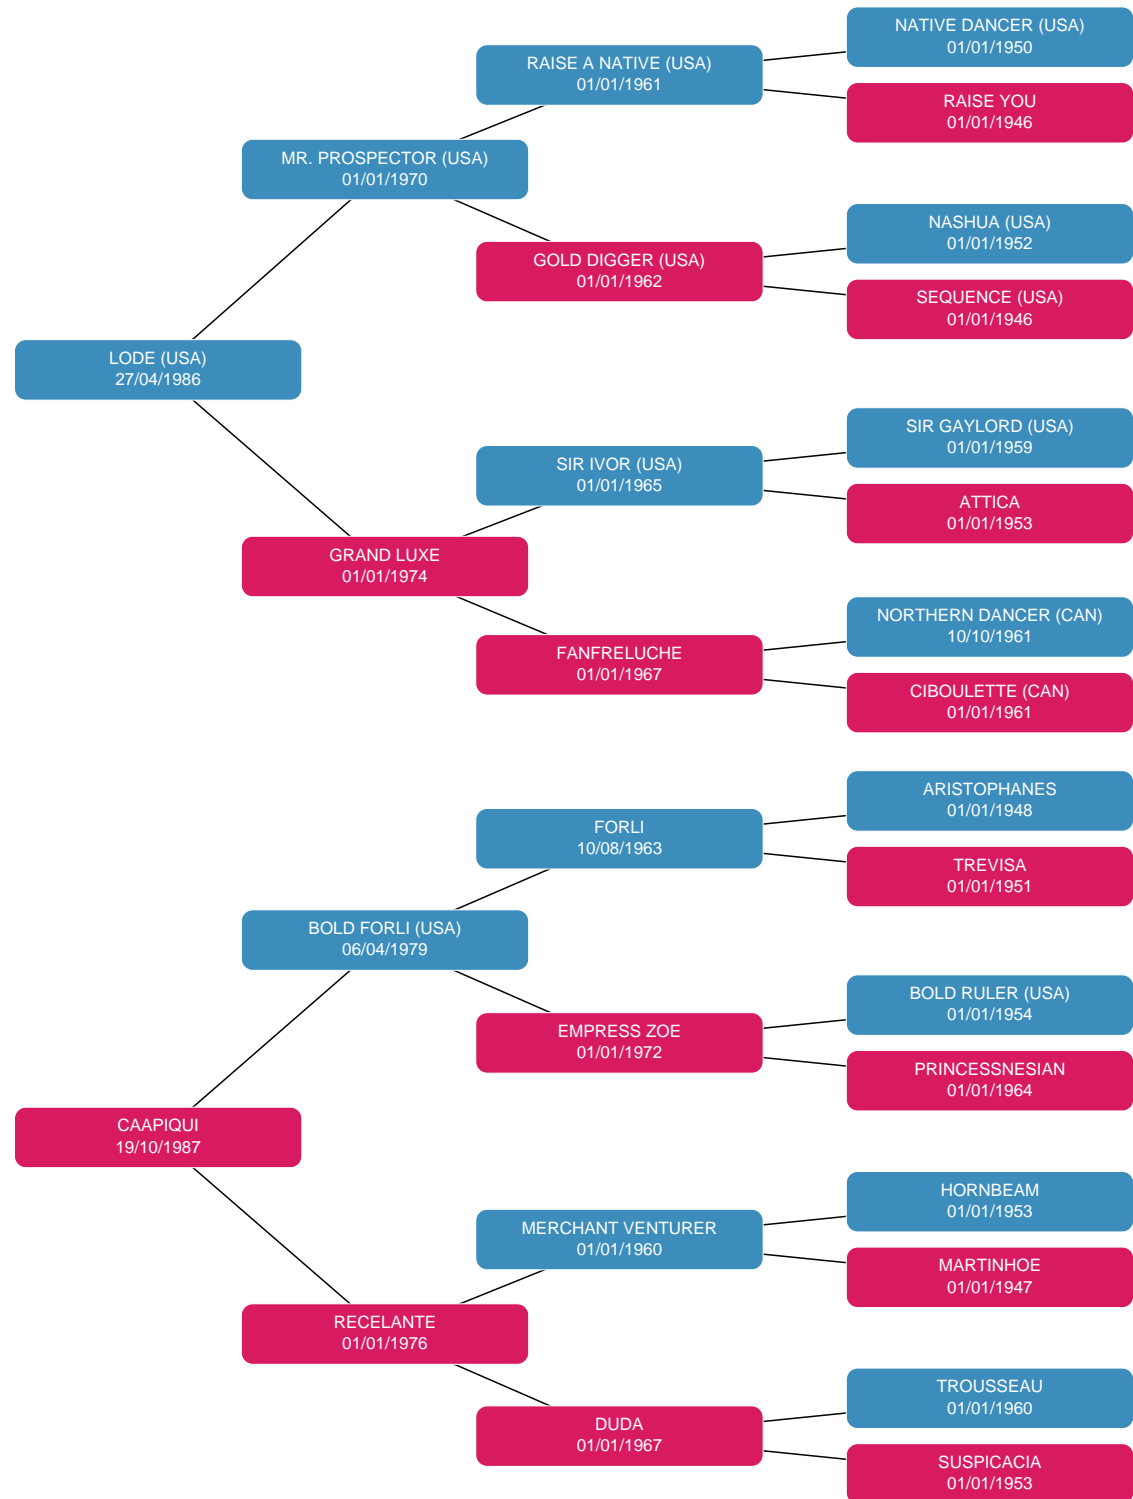 NATIVE DANCER (USA)
01/01/1950
RAISE A NATIVE (USA)
01/01/1961
RAISE YOU
01/01/1946
MR. PROSPECTOR (USA)
01/01/1970
NASHUA (USA)
01/01/1952
GOLD DIGGER (USA)
01/01/1962
SEQUENCE (USA)
01/01/1946
LODE (USA)
27/04/1986
SIR GAYLORD (USA)
01/01/1959
SIR IVOR (USA)
01/01/1965
ATTICA
01/01/1953
GRAND LUXE
01/01/1974
NORTHERN DANCER (CAN)
10/10/1961
FANFRELUCHE
01/01/1967
CIBOULETTE (CAN)
01/01/1961
ARISTOPHANES
01/01/1948
FORLI
10/08/1963
TREVISA
01/01/1951
BOLD FORLI (USA)
06/04/1979
BOLD RULER (USA)
01/01/1954
EMPRESS ZOE
01/01/1972
PRINCESSNESIAN
01/01/1964
CAAPIQUI
19/10/1987
HORNBEAM
01/01/1953
MERCHANT VENTURER
01/01/1960
MARTINHOE
01/01/1947
RECELANTE
01/01/1976
TROUSSEAU
01/01/1960
DUDA
01/01/1967
SUSPICACIA
01/01/1953